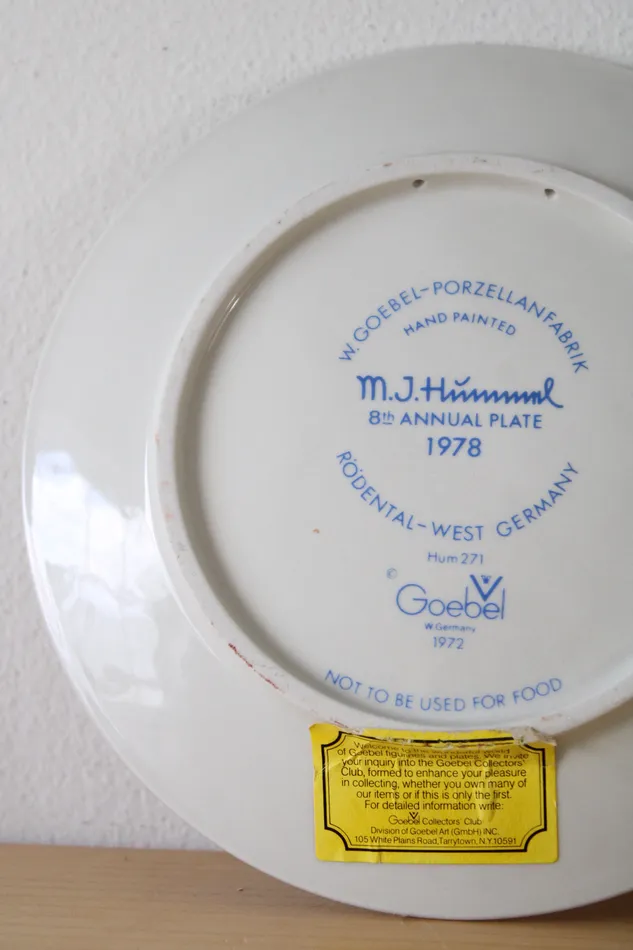 W. GOEBEL-PORZELLANFABRIK
HAND PAINTED
M.J.Hümmel
8th ANNUAL PLATE
1978
RÖDENTAL-WEST GERMANY
Hum 271
© Goebel
W.Germany
1972
NOT TO BE USED FOR FOOD
Welcome to the
of Goebel figurines and plates. We invite
your inquiry into the Goebel Collectors'
Club, formed to enhance your pleasure
in collecting, whether you own many of
our items or if this is only the first.
For detailed information write:
Goebel Collectors' Club
Division of Goebel Art (GmbH) INC.
105 White Plains Road, Tarrytown, N.Y 10591